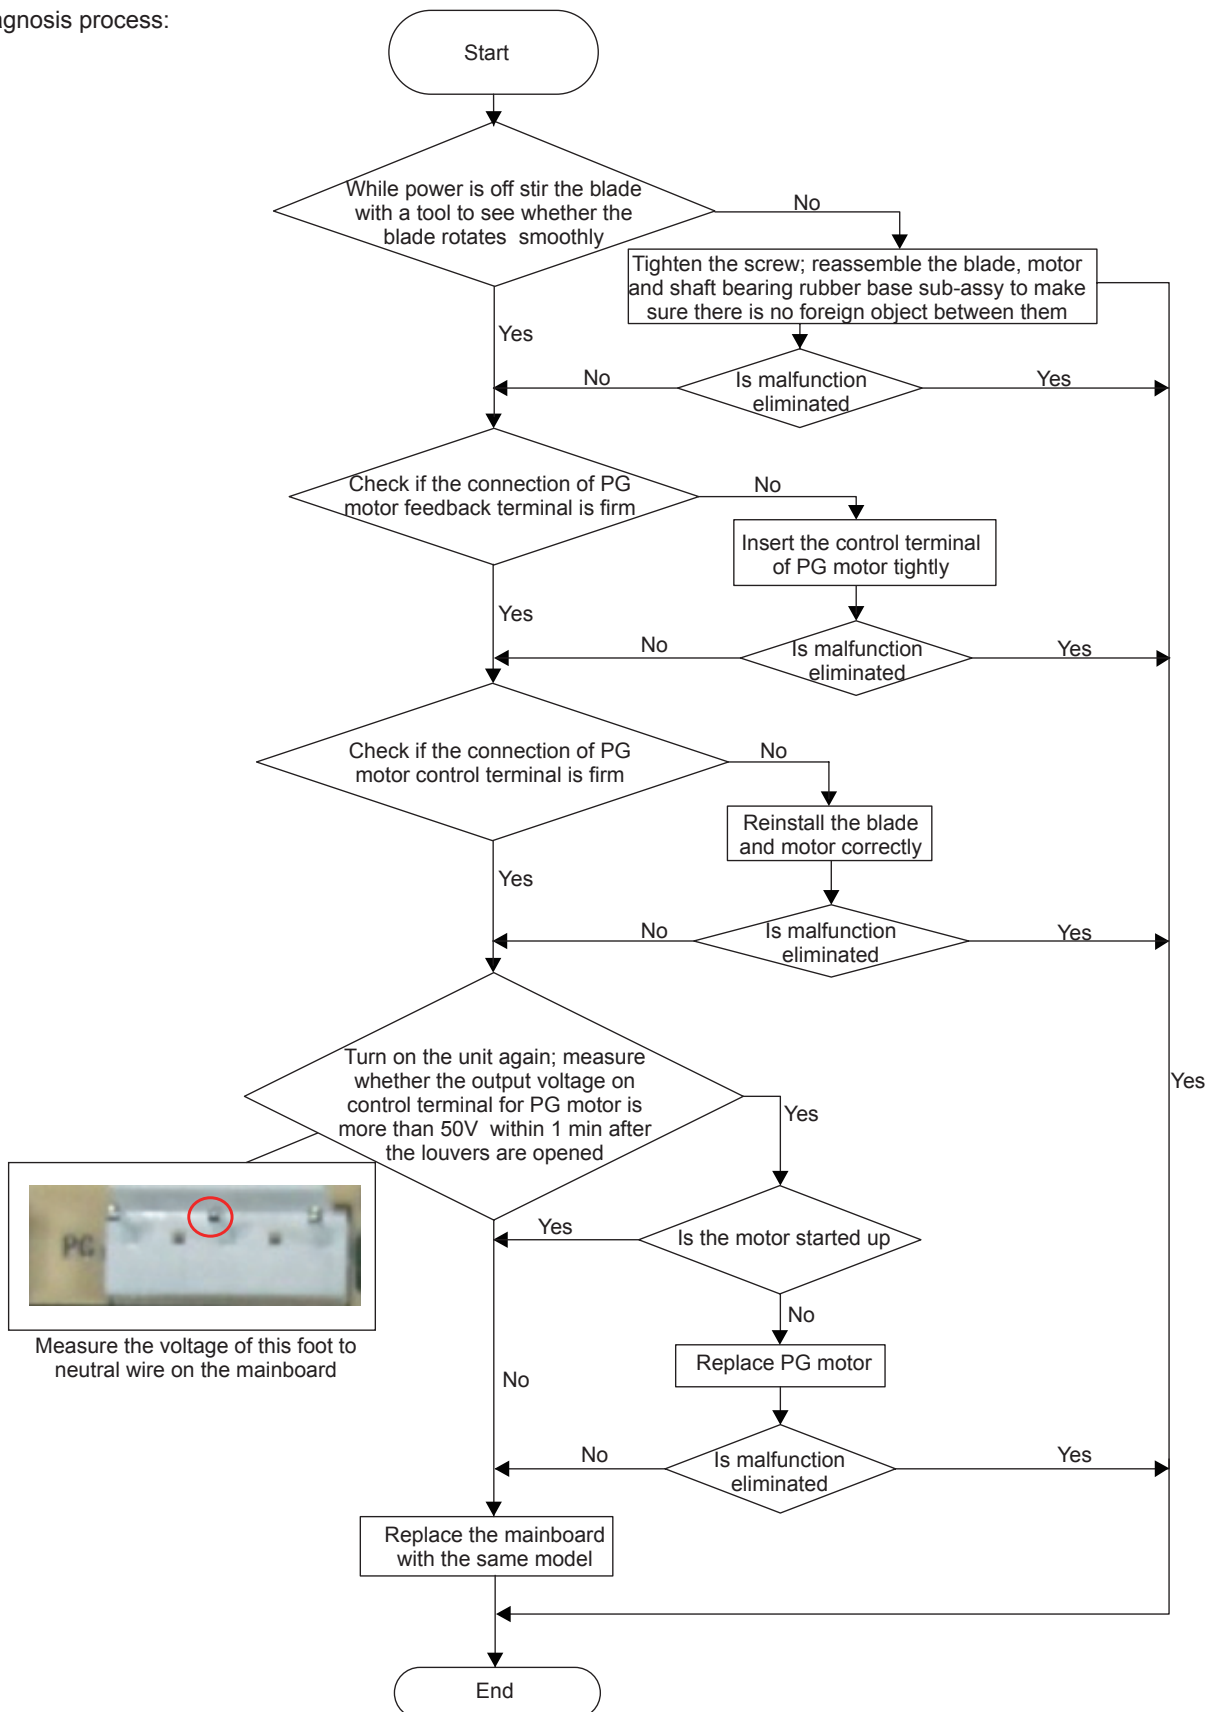 agnosis process:
Start
While power is off stir the blade
with a tool to see whether the
blade rotates smoothly
No
Tighten the screw; reassemble the blade, motor
and shaft bearing rubber base sub-assy to make
sure there is no foreign object between them
Yes
No
Is malfunction
eliminated
Yes
Check if the connection of PG
motor feedback terminal is firm
No
Insert the control terminal
of PG motor tightly
Yes
No
Is malfunction
eliminated
Yes
Check if the connection of PG
motor control terminal is firm
No
Reinstall the blade
and motor correctly
Yes
No
Is malfunction
eliminated
Yes
Turn on the unit again; measure
whether the output voltage on
control terminal for PG motor is
more than 50V within 1 min after
the louvers are opened
Yes
Yes
PG
Measure the voltage of this foot to
neutral wire on the mainboard
Yes
Is the motor started up
No
Replace PG motor
No
No
Is malfunction
eliminated
Yes
Replace the mainboard
with the same model
End